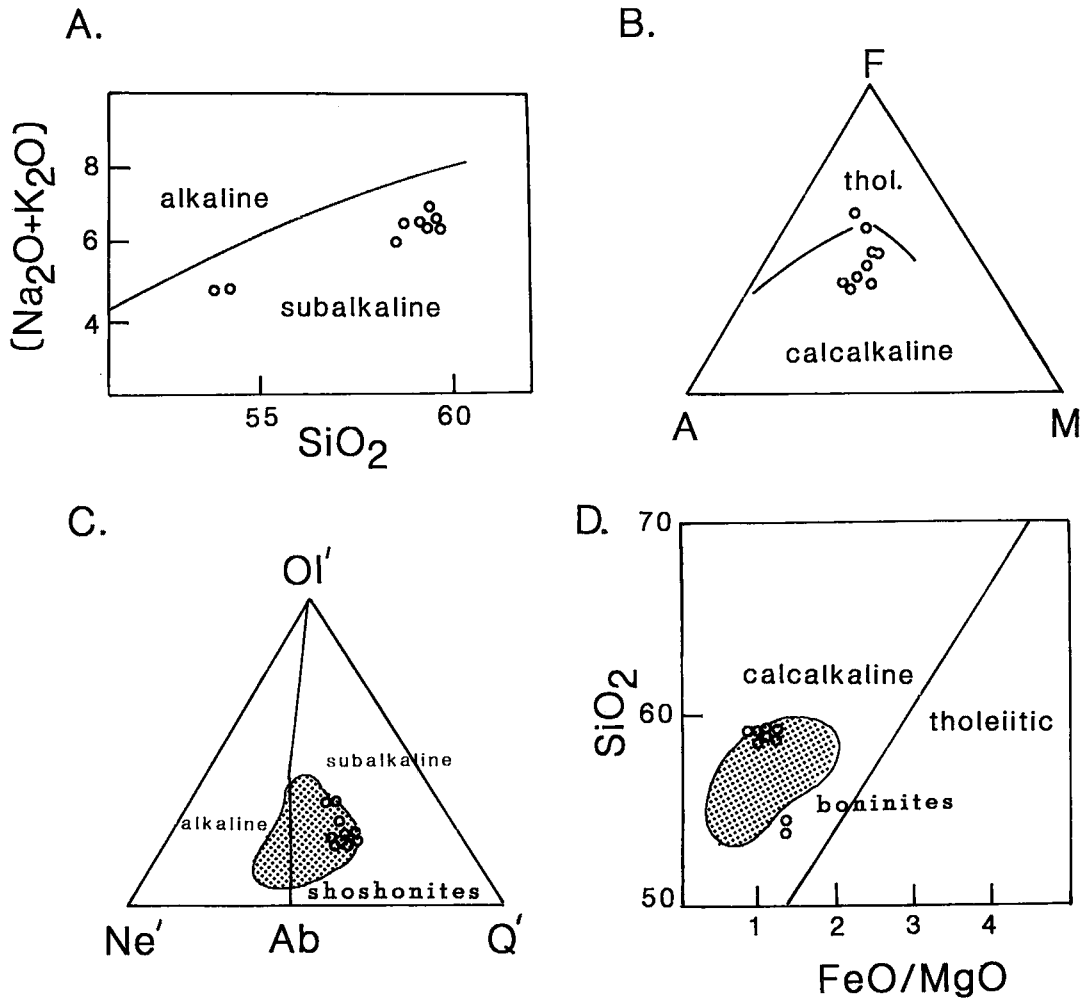 A.
(Na₂O+K₂O)
8
6
4
alkaline
subalkaline
55
60
SiO₂
B.
F
thol.
calcalkaline
A
M
C.
Ol'
subalkaline
alkaline
shoshonites
Ne'
Ab
Q'
D.
70
60
50
SiO₂
calcalkaline
tholeiitic
boninites
1
2
3
4
FeO/MgO